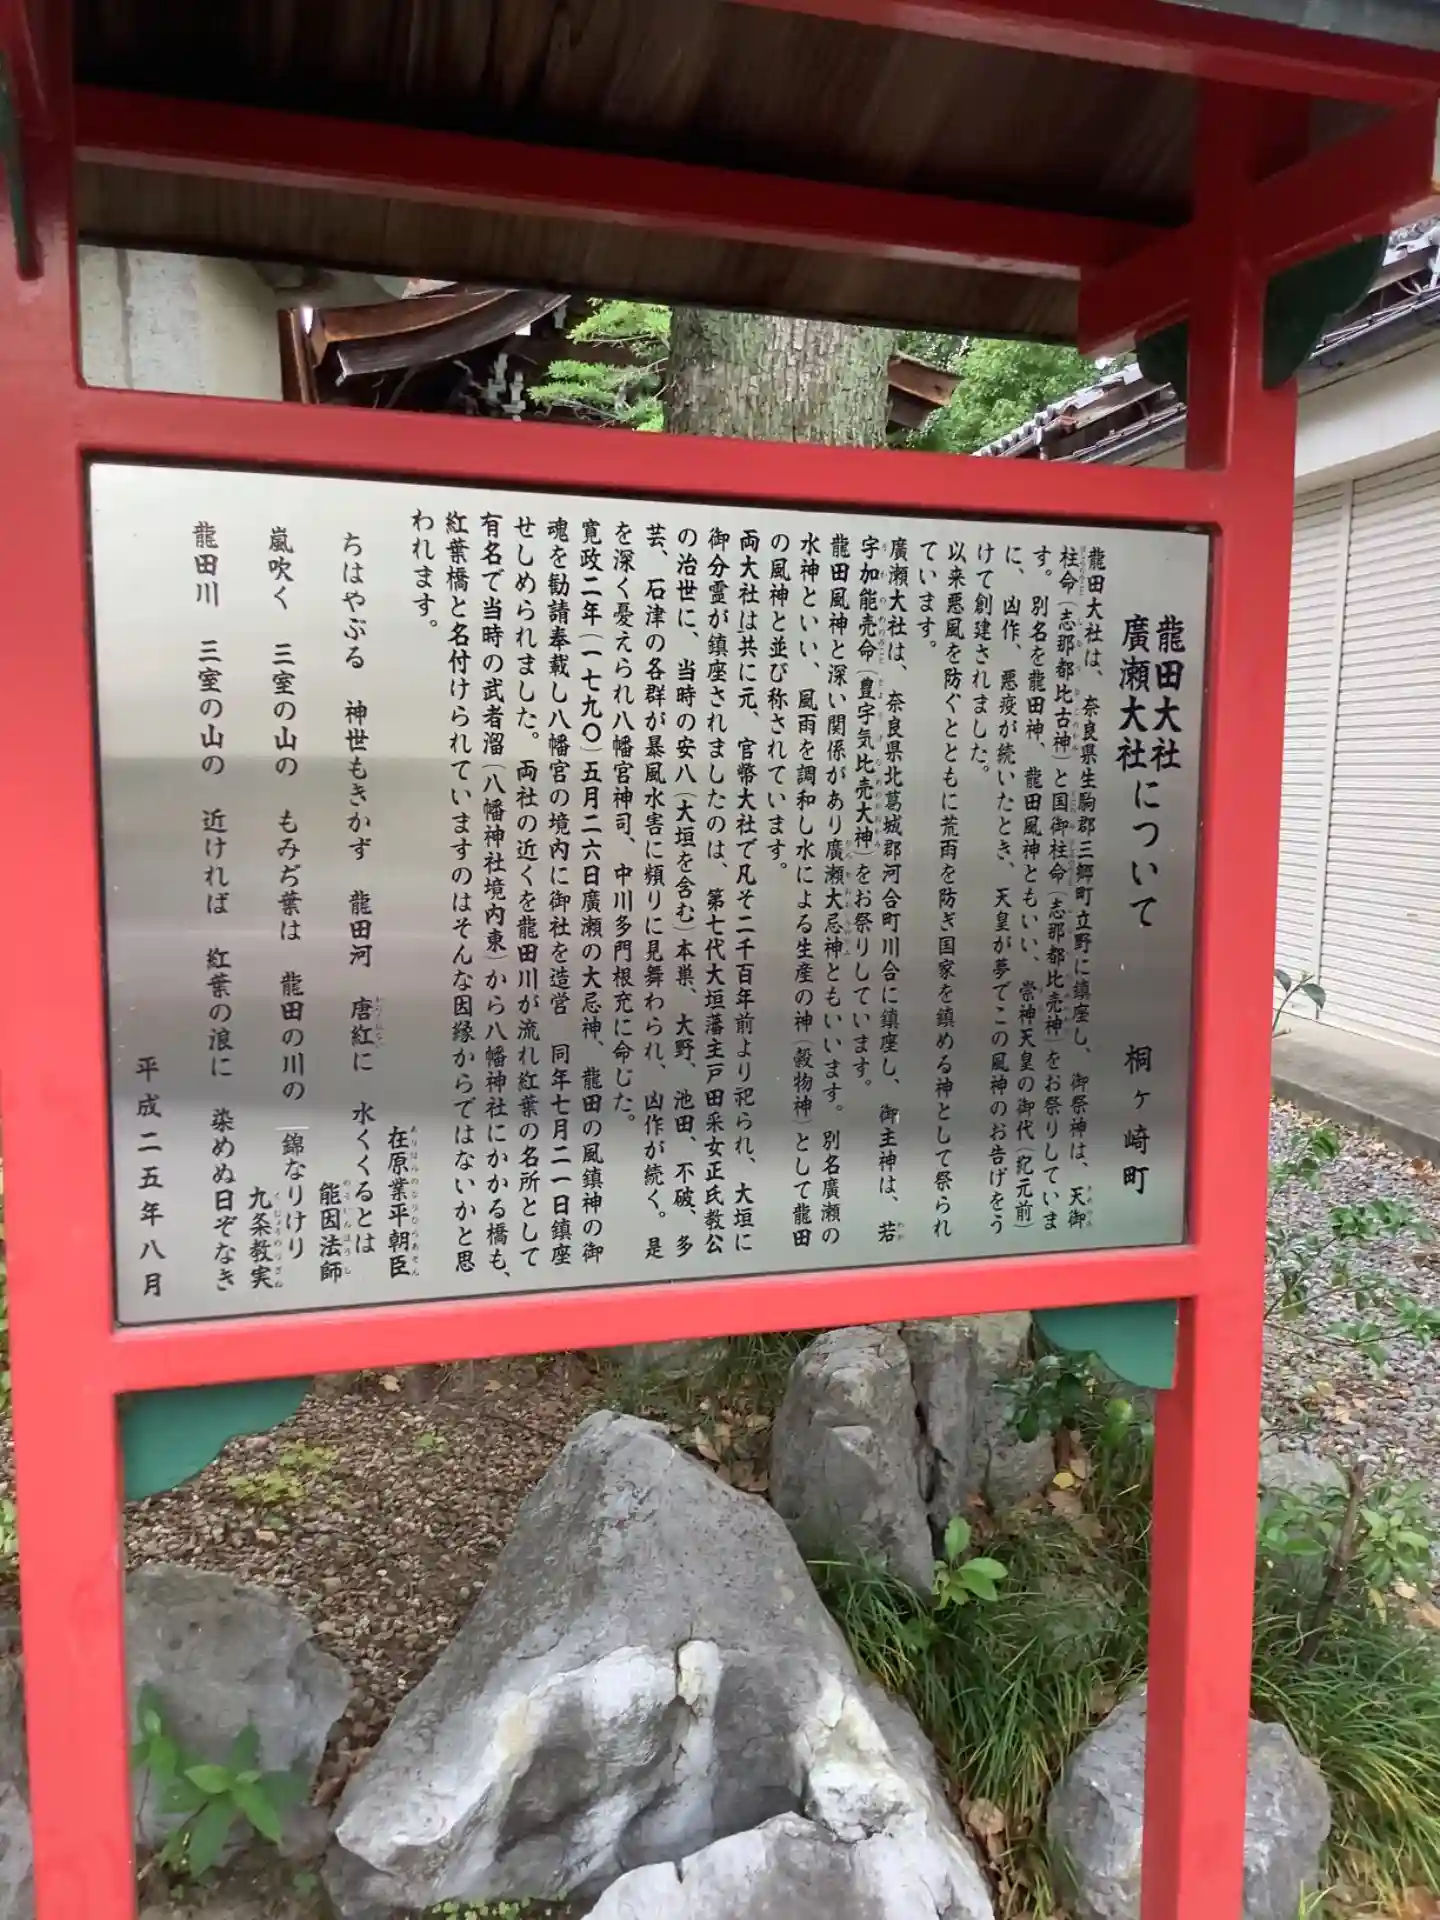 龍田大社
廣瀬大社について　桐ヶ崎町
龍田大社は、奈良県生駒郡三郷町立野に鎮座し、御祭神は、天御
柱命（志那都比古神）と国御柱命（志那都比売神）をお祭りしていま
す。別名を龍田神、龍田風神ともいい、崇神天皇の御代（紀元前）
に、凶作、悪疫が続いたとき、天皇が夢でこの風神のお告げをう
けて創建されました。
以来悪風を防ぐとともに荒雨を防ぎ国家を鎮める神として祭られ
ています。
廣瀬大社は、奈良県北葛城郡河合町川合に鎮座し、御主神は、若
宇加能売命（豊宇気比売大神）をお祭りしています。
龍田風神と深い関係があり廣瀬大忌神ともいいます。別名廣瀬の
水神といい、風雨を調和し水による生産の神（穀物神）として龍田
の風神と並び称されています。
両大社は共に元、官幣大社で凡そ二千百年前より祀られ、大垣に
御分霊が鎮座されましたのは、第七代大垣藩主戸田采女正氏教公
の治世に、当時の安八（大垣を含む）本巣、大野、池田、不破、多
芸、石津の各群が暴風水害に頻りに見舞われ、凶作が続く。是
を深く憂えられ八幡宮神司、中川多門根充に命じた。
寛政二年（一七九〇）五月二六日廣瀬の大忌神、龍田の風鎮神の御
魂を勧請奉載し八幡宮の境内に御社を造営　同年七月二一日鎮座
せしめられました。両社の近くを龍田川が流れ紅葉の名所として
有名で当時の武者溜（八幡神社境内東）から八幡神社にかかる橋も、
紅葉橋と名付けられていますのはそんな因縁からではないかと思
われます。
在原業平朝臣
ちはやぶる　神世もきかず　龍田河　唐紅に　水くくるとは
能因法師
嵐吹く　三室の山の　もみぢ葉は　龍田の川の　錦なりけり
九条教実
龍田川　三室の山の　近ければ　紅葉の浪に　染めぬ日ぞなき
平成二五年八月